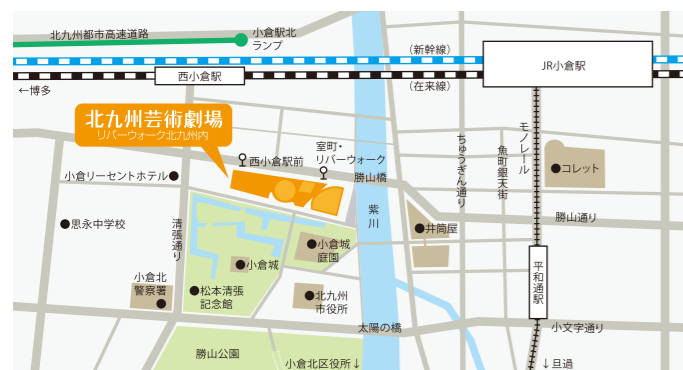 北九州都市高速道路
小倉駅北
ランプ
(新幹線)
JR小倉駅
西小倉駅
(在来線)
←博多
北九州芸術劇場
リバーウォーク北九州内
室町・
リバーウォーク
西小倉駅前
勝山橋
小倉リーセントホテル
思永中学校
清張通り
紫川
ちゅうぎん通り
魚町銀天街
モノレール
コレット
勝山通り
井筒屋
小倉城
庭園
小倉城
小倉北
警察署
松本清張
記念館
北九州
市役所
平和通駅
太陽の橋
小文字通り
勝山公園
小倉北区役所↓
↓旦過